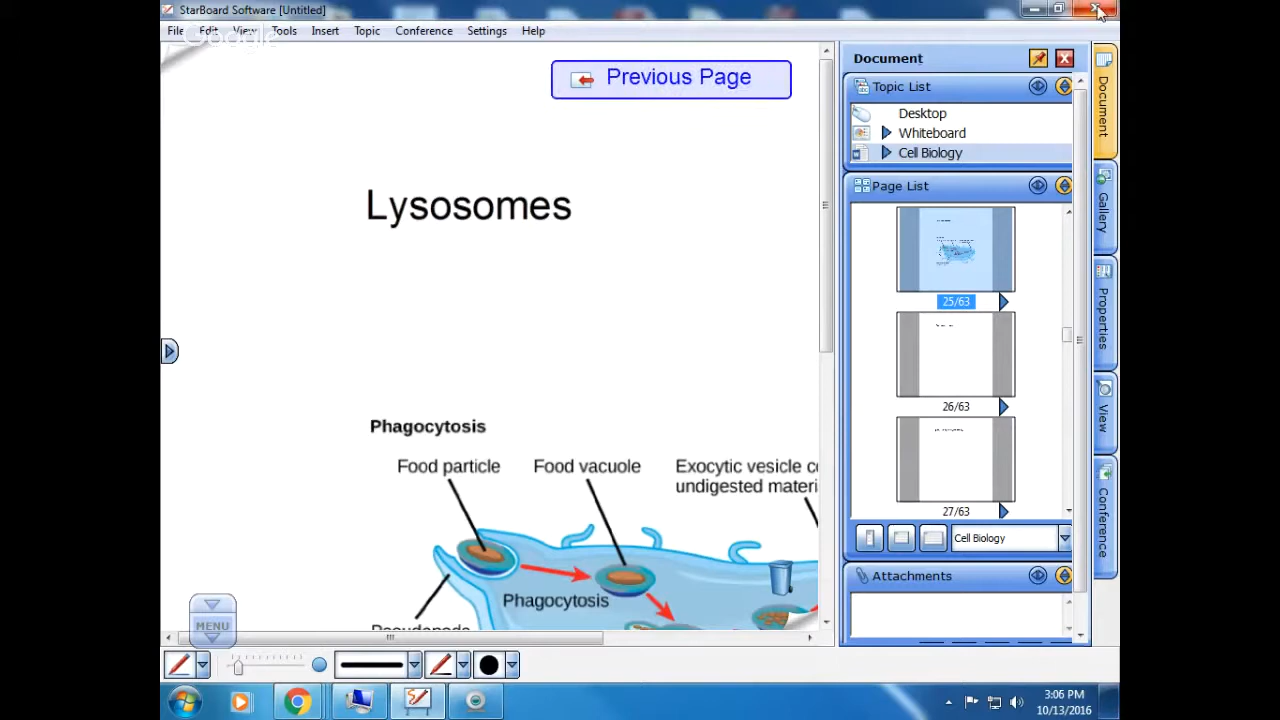 StarBoard Software [Untitled]
File Edit View Tools Insert Topic Conference Settings Help
Google
Previous Page
Lysosomes
Phagocytosis
Food particle
Food vacuole
Exocytic vesicle
undigested
Phagocytosis
MENU
Document
Topic List
Desktop
Whiteboard
Cell Biology
Page List
25/63
26/63
27/63
Cell Biology
Attachments
Document
Gallery
Properties
View
Conference
3:06 PM
10/13/2016